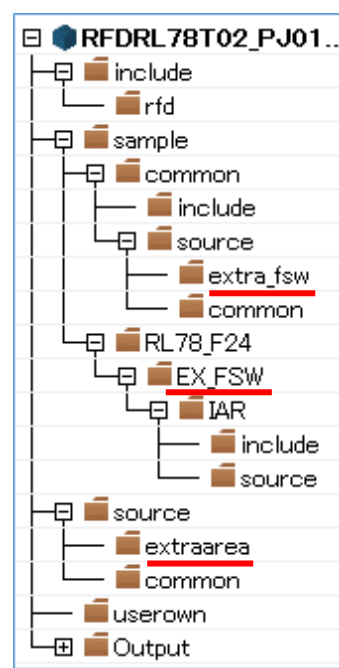 RFDRL78T02_PJ01...
include
rfd
sample
common
include
source
extra_fsw
common
RL78_F24
EX_FSW
IAR
include
source
source
extraarea
common
userown
Output